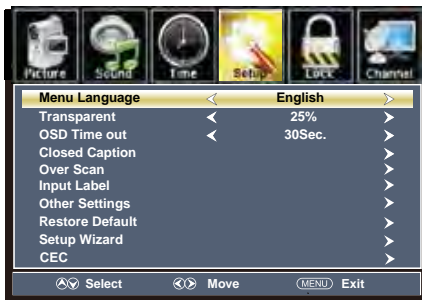 Picture Sound Time Setup Lock Channel
Menu Language English
Transparent 25%
OSD Time out 30Sec.
Closed Caption
Over Scan
Input Label
Other Settings
Restore Default
Setup Wizard
CEC
Select Move MENU Exit